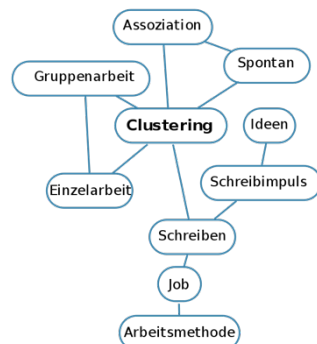 Assoziation
Spontan
Gruppenarbeit
Clustering
Ideen
Einzelarbeit
Schreibimpuls
Schreiben
Job
Arbeitsmethode